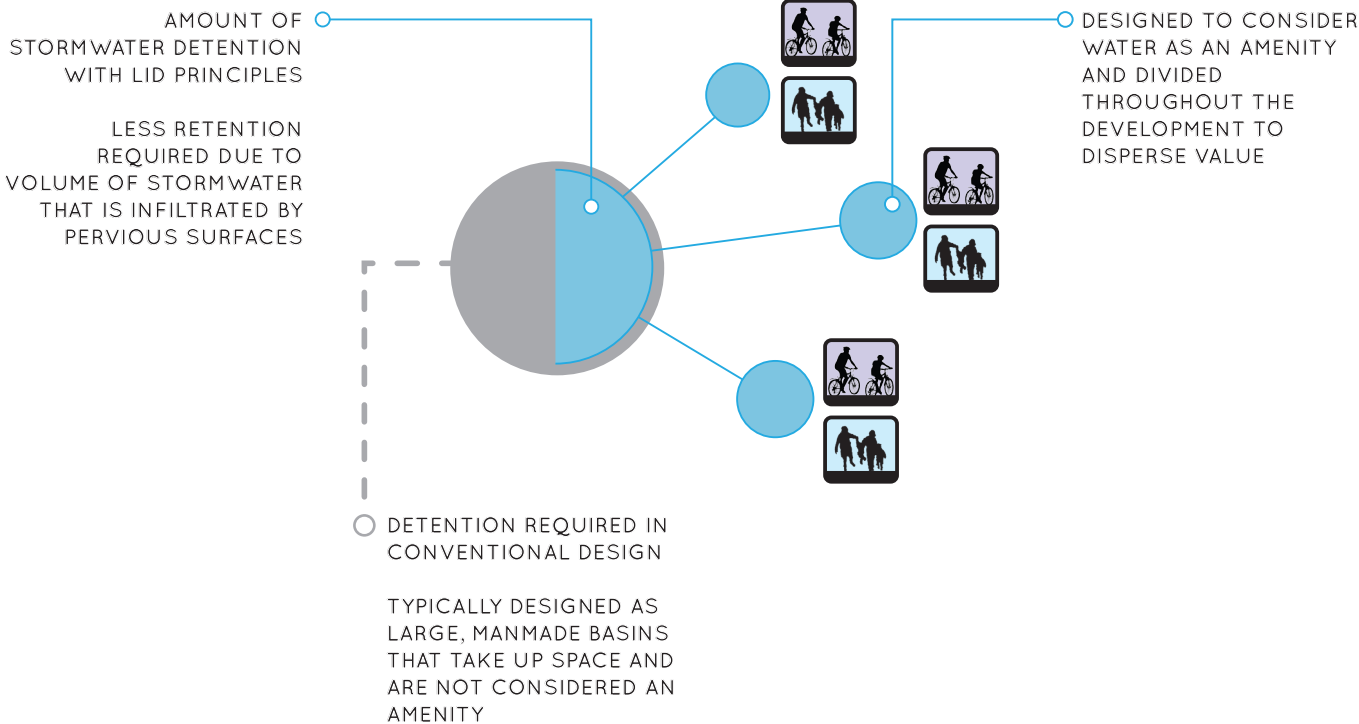 AMOUNT OF
STORMWATER DETENTION
WITH LID PRINCIPLES
LESS RETENTION
REQUIRED DUE TO
VOLUME OF STORMWATER
THAT IS INFILTRATED BY
PERVIOUS SURFACES
DESIGNED TO CONSIDER
WATER AS AN AMENITY
AND DIVIDED
THROUGHOUT THE
DEVELOPMENT TO
DISPERSE VALUE
DETENTION REQUIRED IN
CONVENTIONAL DESIGN
TYPICALLY DESIGNED AS
LARGE, MANMADE BASINS
THAT TAKE UP SPACE AND
ARE NOT CONSIDERED AN
AMENITY